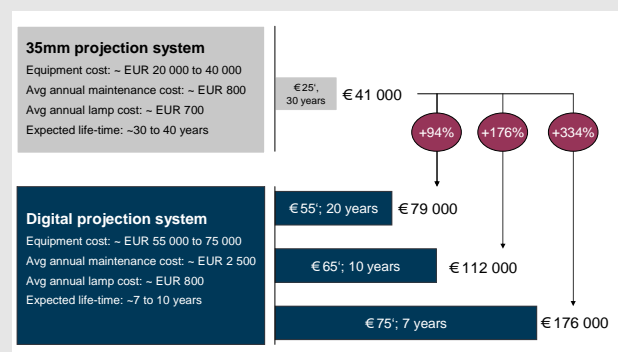 35mm projection system
Equipment cost: ~ EUR 20 000 to 40 000
Avg annual maintenance cost: ~ EUR 800
Avg annual lamp cost: ~ EUR 700
Expected life-time: ~30 to 40 years
€25‘,
30 years
€41 000
+94%
+176%
+334%
Digital projection system
Equipment cost: ~ EUR 55 000 to 75 000
Avg annual maintenance cost: ~ EUR 2 500
Avg annual lamp cost: ~ EUR 800
Expected life-time: ~7 to 10 years
€55‘; 20 years
€79 000
€65‘; 10 years
€112 000
€75‘; 7 years
€176 000